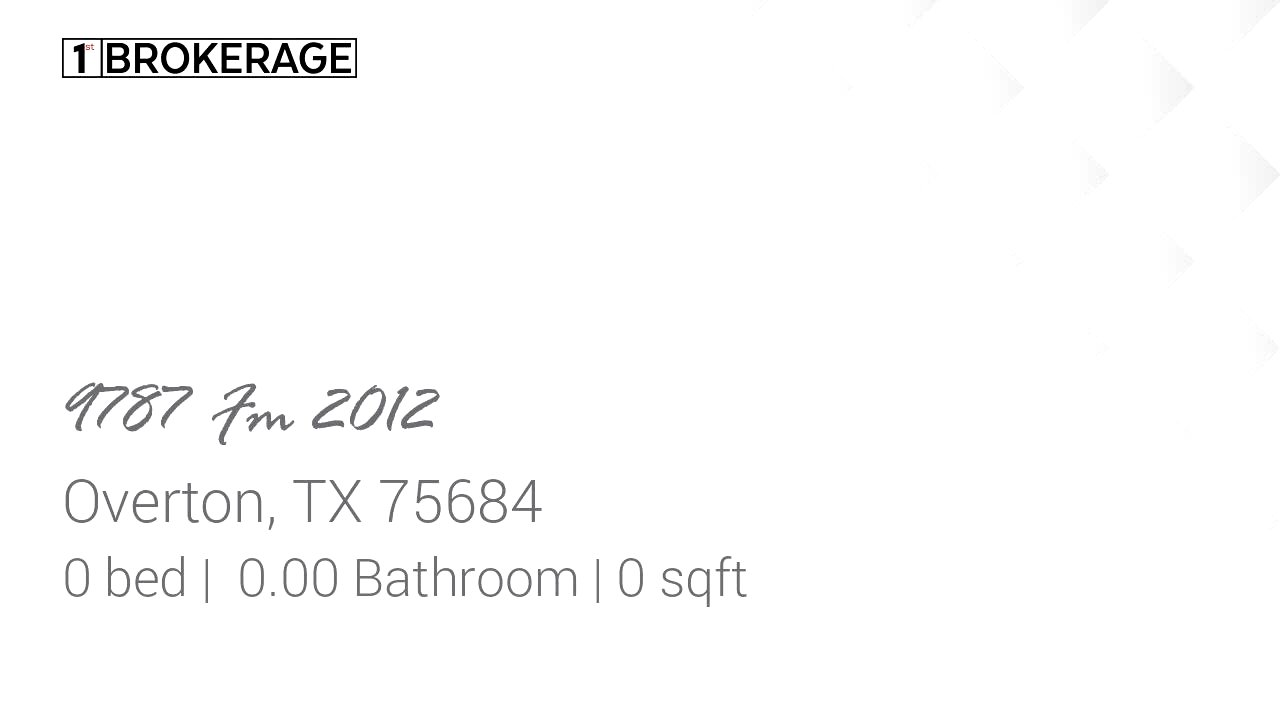 1st BROKERAGE
9787 Fm 2012
Overton, TX 75684
0 bed | 0.00 Bathroom | 0 sqft